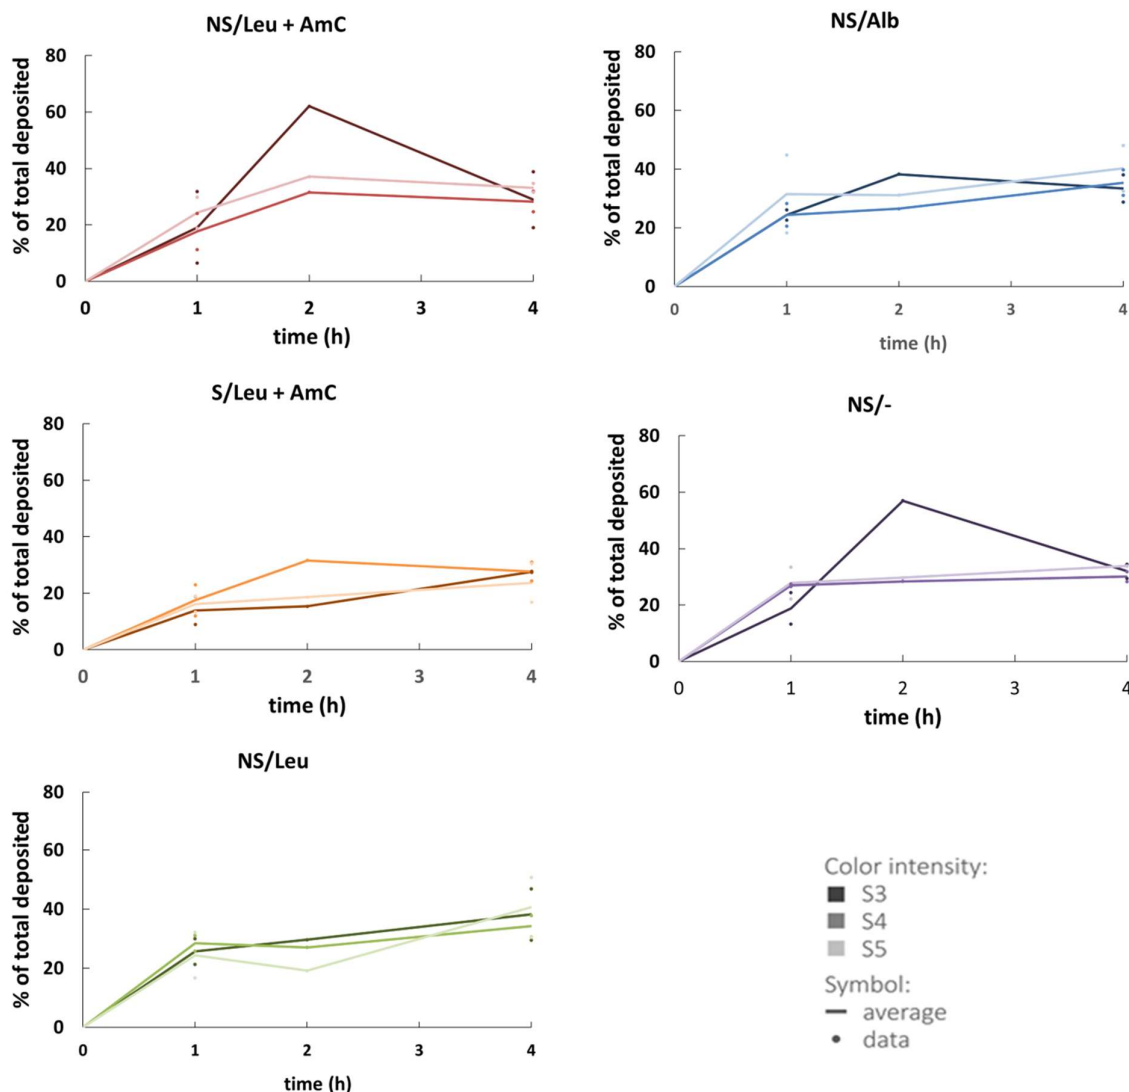 NS/Leu + AmC
% of total deposited
80
60
40
20
0
0 1 2 3 4
time (h)
NS/Alb
% of total deposited
80
60
40
20
0
0 1 2 3 4
time (h)
S/Leu + AmC
% of total deposited
80
60
40
20
0
0 1 2 3 4
time (h)
NS/-
% of total deposited
80
60
40
20
0
0 1 2 3 4
time (h)
NS/Leu
% of total deposited
80
60
40
20
0
0 1 2 3 4
time (h)
Color intensity:
S3
S4
S5
Symbol:
average
data